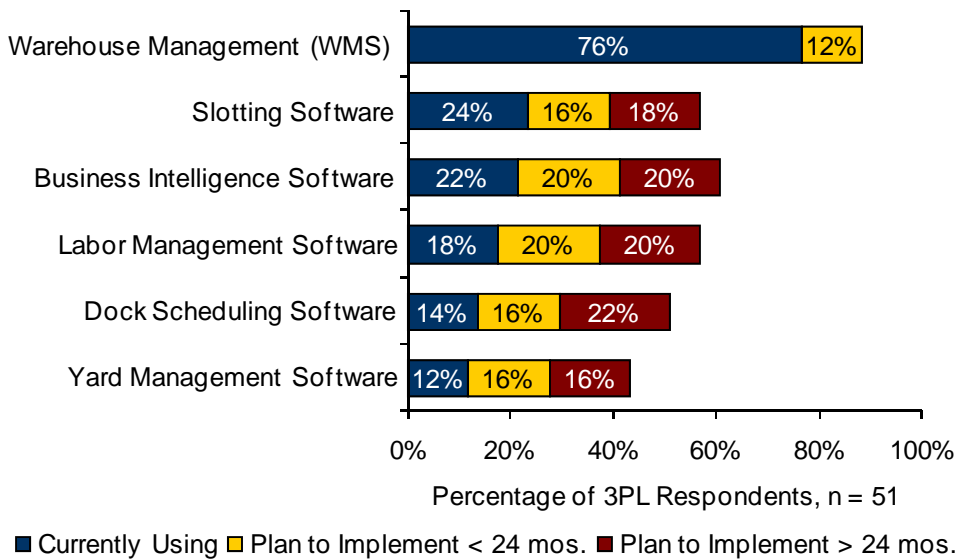 Warehouse Management (WMS) 76% 12%
Slotting Software 24% 16% 18%
Business Intelligence Software 22% 20% 20%
Labor Management Software 18% 20% 20%
Dock Scheduling Software 14% 16% 22%
Yard Management Software 12% 16% 16%
0% 20% 40% 60% 80% 100%
Percentage of 3PL Respondents, n = 51
Currently Using Plan to Implement < 24 mos. Plan to Implement > 24 mos.